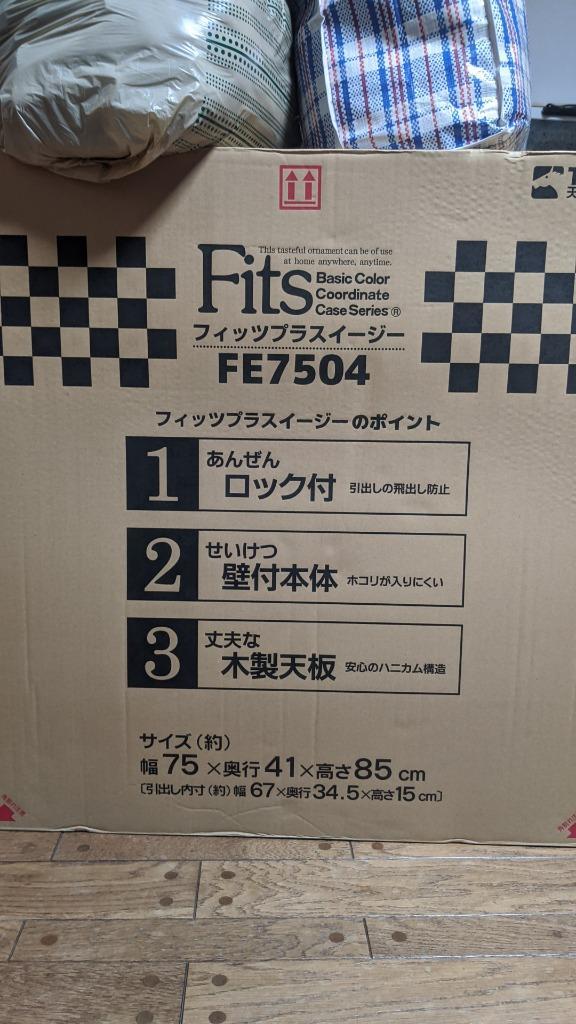 This tasteful ornament can be of use
at home anywhere, anytime.
Fits
Basic Color
Coordinate
Case Series®
フィッツプラスイージー
FE7504
フィッツプラスイージーのポイント
1 あんぜん
ロック付 引出しの飛出し防止
2 せいけつ
壁付本体 ホコリが入りにくい
3 丈夫な
木製天板 安心のハニカム構造
サイズ(約)
幅75×奥行41×高さ85cm
〔引出し内寸(約)幅67×奥行34.5×高さ15cm〕